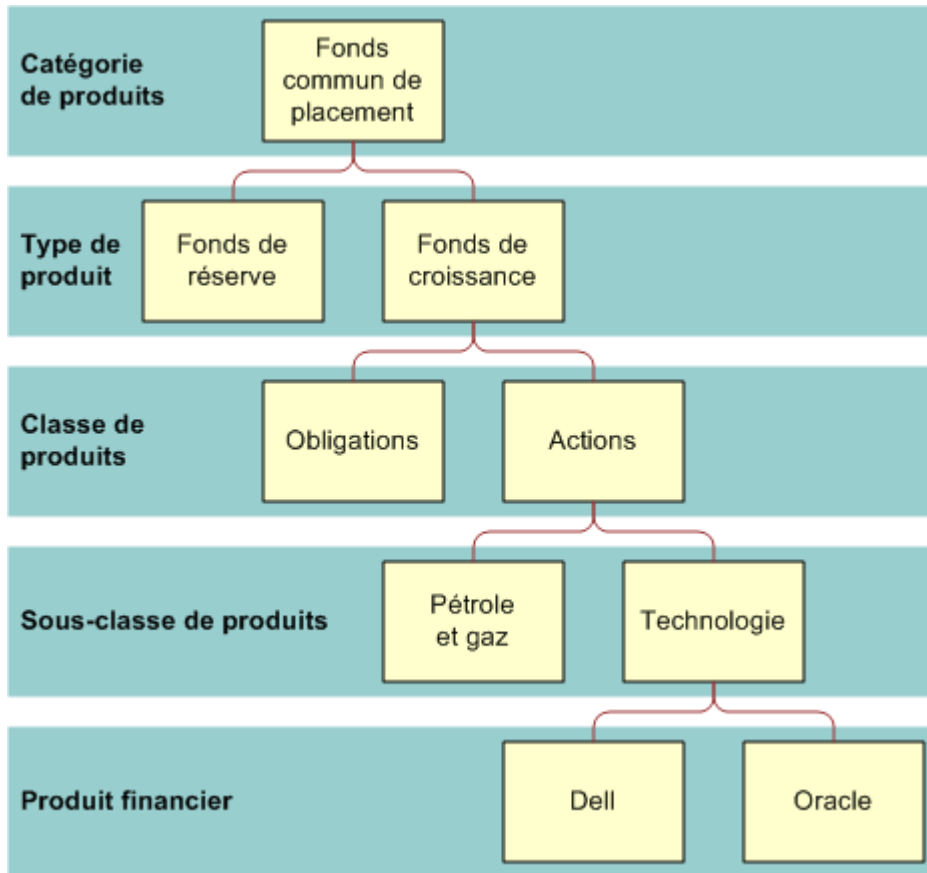 Catégorie
de produits
Fonds
commun de
placement
Type de
produit
Fonds de
réserve
Fonds de
croissance
Classe de
produits
Obligations
Actions
Sous-classe de produits
Pétrole
et gaz
Technologie
Produit financier
Dell
Oracle